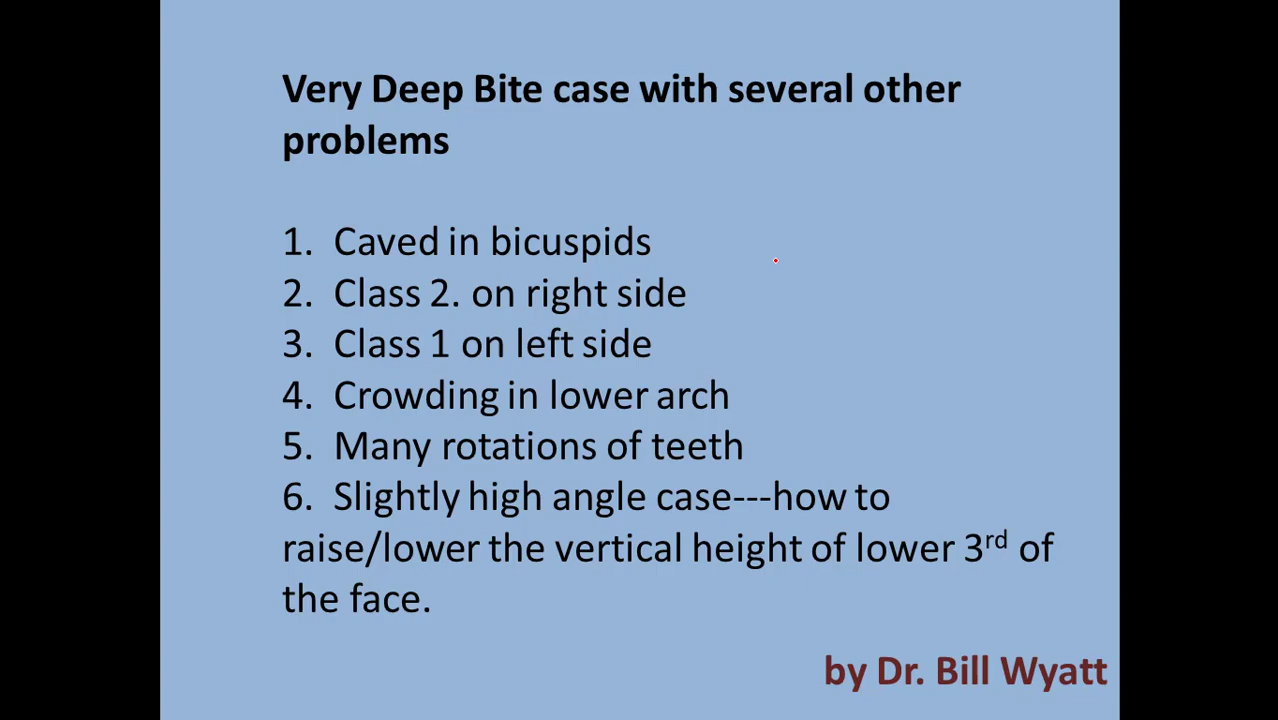 Very Deep Bite case with several other
problems
1. Caved in bicuspids
2. Class 2. on right side
3. Class 1 on left side
4. Crowding in lower arch
5. Many rotations of teeth
6. Slightly high angle case---how to
raise/lower the vertical height of lower 3rd of
the face.
by Dr. Bill Wyatt